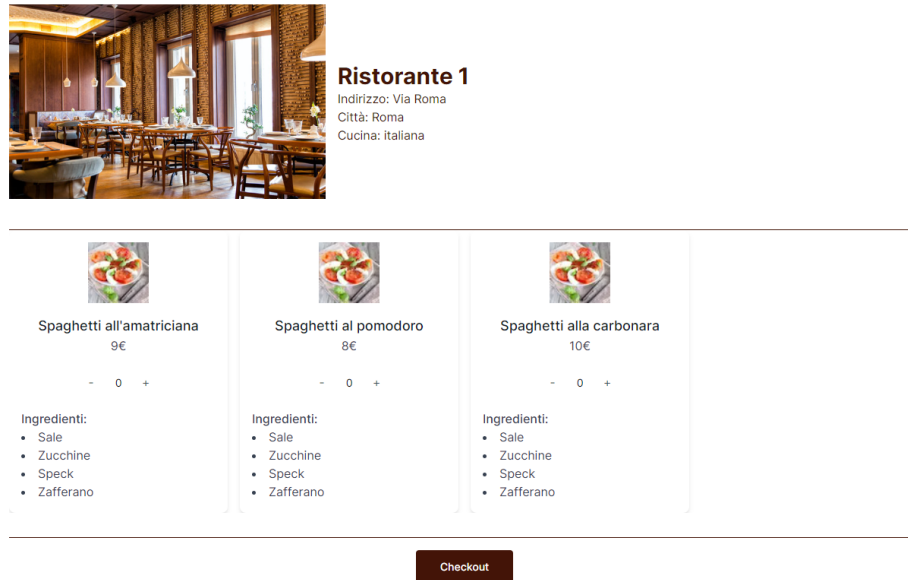 Ristorante 1
Indirizzo: Via Roma
Città: Roma
Cucina: italiana
Spaghetti all'amatriciana
9€
- 0 +
Ingredienti:
Sale
Zucchine
Speck
Zafferano
Spaghetti al pomodoro
8€
- 0 +
Ingredienti:
Sale
Zucchine
Speck
Zafferano
Spaghetti alla carbonara
10€
- 0 +
Ingredienti:
Sale
Zucchine
Speck
Zafferano
Checkout